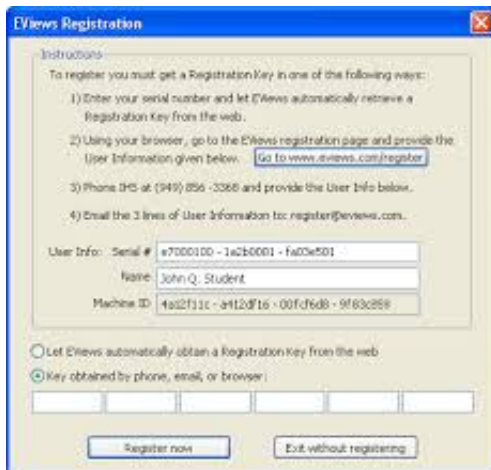 EViews Registration
Instructions
To register you must get a Registration Key in one of the following ways:
1) Enter your serial number and let EViews automatically retrieve a
Registration Key from the web.
2) Using your browser, go to the EViews registration page and provide the
User Information given below. Go to www.eviews.com/register
3) Phone IHS at (949) 856-3368 and provide the User Info below.
4) Email the 3 lines of User Information to: register@eviews.com.
User Info: Serial # e7000100 - 1a2b0001 - fa03e501
Name John Q. Student
Machine ID
Let EViews automatically obtain a Registration Key from the web
Key obtained by phone, email, or browser:
Register now Exit without registering